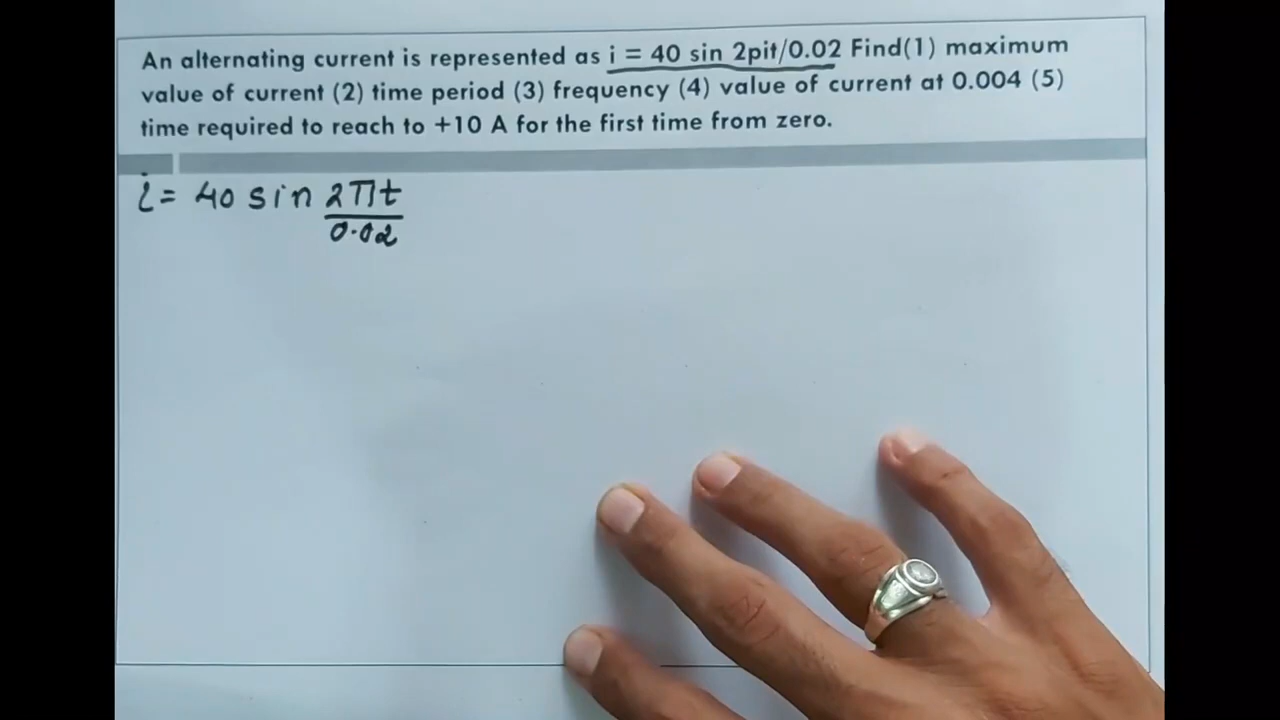 An alternating current is represented as i = 40 sin 2pit/0.02 Find(1) maximum
value of current (2) time period (3) frequency (4) value of current at 0.004 (5)
time required to reach to +10 A for the first time from zero.
i = 40 sin 2πt
0.02